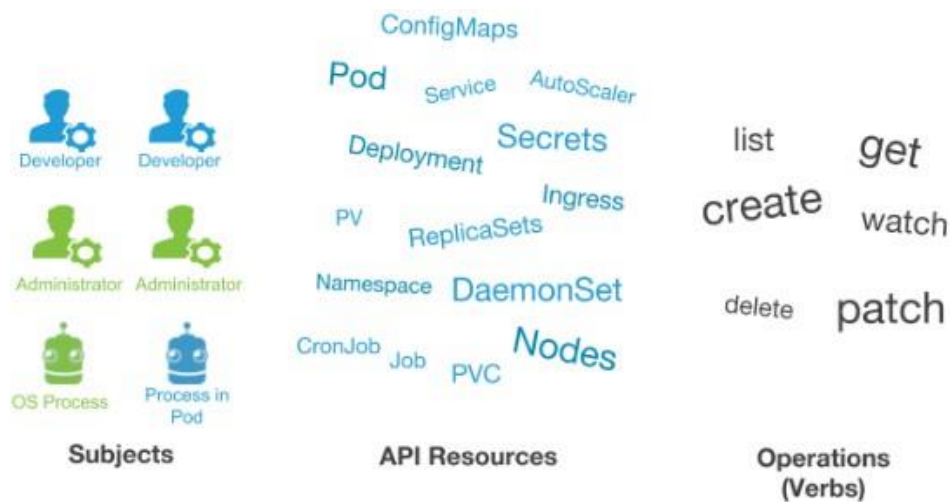 ConfigMaps
Pod
Service
AutoScaler
Developer
Developer
Deployment
Secrets
list
get
Ingress
create
watch
PV
ReplicaSets
Administrator
Administrator
Namespace
DaemonSet
delete
patch
CronJob
Job
PVC
Nodes
OS Process
Process in
Pod
Subjects
API Resources
Operations
(Verbs)